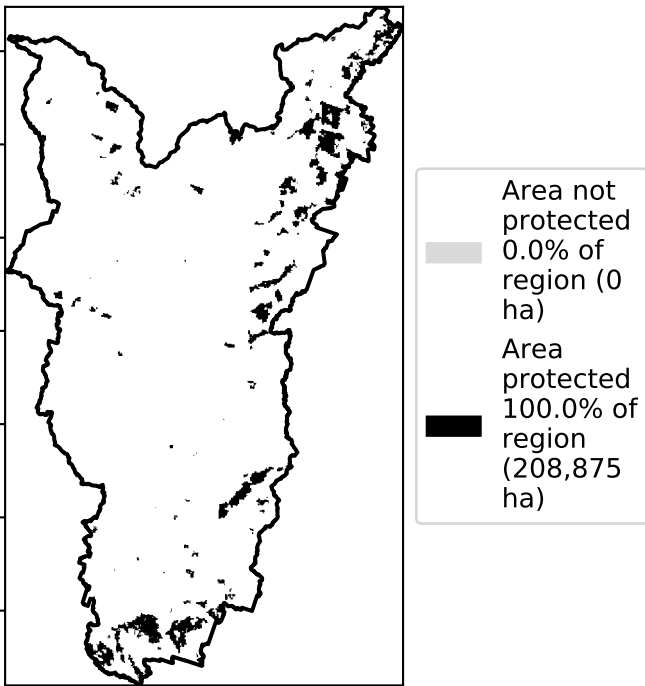 Area not
protected
0.0% of
region (0
ha)
Area
protected
100.0% of
region
(208,875
ha)